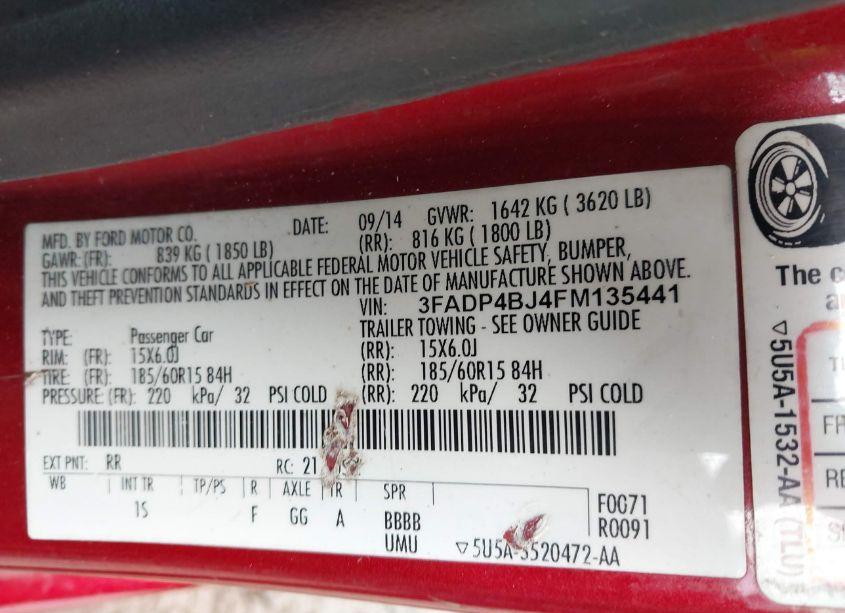 MFD. BY FORD MOTOR CO. DATE: 09/14 GVWR: 1642 KG ( 3620 LB)
GAWR:(FR): 839 KG ( 1850 LB) (RR): 816 KG ( 1800 LB)
THIS VEHICLE CONFORMS TO ALL APPLICABLE FEDERAL MOTOR VEHICLE SAFETY, BUMPER,
AND THEFT PREVENTION STANDARDS IN EFFECT ON THE DATE OF MANUFACTURE SHOWN ABOVE.
VIN: 3FADP4BJ4FM135441
TYPE: Passenger Car TRAILER TOWING - SEE OWNER GUIDE
RIM: (FR): 15X6.0J (RR): 15X6.0J
TIRE: (FR): 185/60R15 84H (RR): 185/60R15 84H
PRESSURE: (FR): 220 kPa/ 32 PSI COLD (RR): 220 kPa/ 32 PSI COLD
EXT PNT: RR RC: 21
WB INT TR TP/PS R AXLE TR SPR
1S F GG A BBBB
UMU
F0G71
R0091
▽5U5A-3520472-AA
The
▽5U5A-1532-AA (TLU)